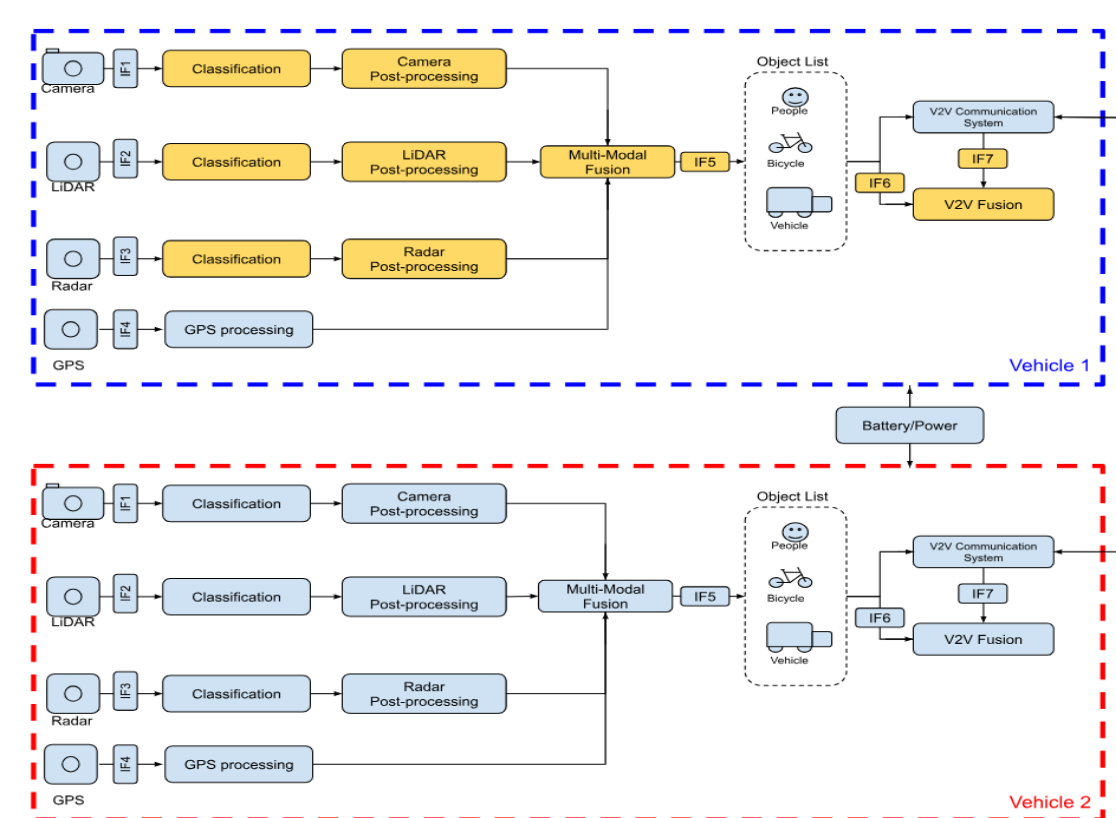 Camera
IF1
Classification
Camera
Post-processing
LiDAR
IF2
Classification
LiDAR
Post-processing
Multi-Modal
Fusion
IF5
Radar
IF3
Classification
Radar
Post-processing
GPS
IF4
GPS processing
Object List
People
Bicycle
Vehicle
V2V Communication
System
IF7
IF6
V2V Fusion
Vehicle 1
Battery/Power
Camera
IF1
Classification
Camera
Post-processing
LiDAR
IF2
Classification
LiDAR
Post-processing
Multi-Modal
Fusion
IF5
Radar
IF3
Classification
Radar
Post-processing
GPS
IF4
GPS processing
Object List
People
Bicycle
Vehicle
V2V Communication
System
IF7
IF6
V2V Fusion
Vehicle 2